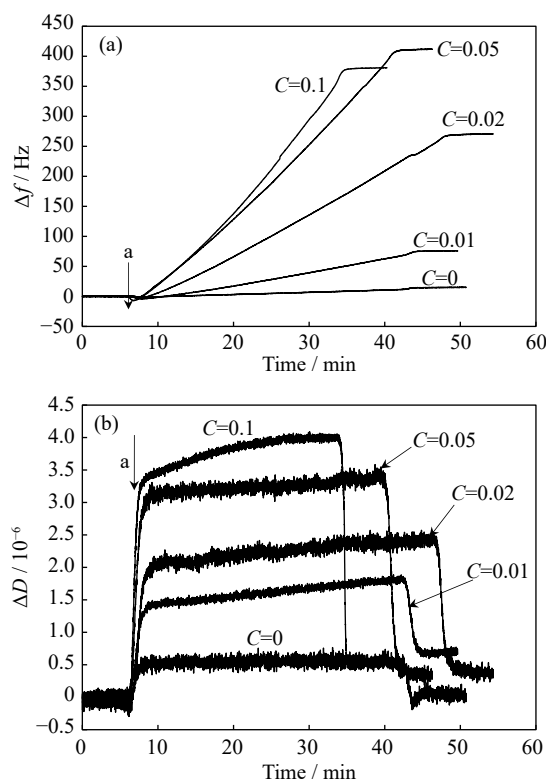 (a)
450
400
350
300
250
200
150
100
50
0
−50
Δf / Hz
a
C=0.1
C=0.05
C=0.02
C=0.01
C=0
0 10 20 30 40 50 60
Time / min
(b)
4.5
4.0
3.5
3.0
2.5
2.0
1.5
1.0
0.5
0
−0.5
ΔD / 10⁻⁶
a
C=0.1
C=0.05
C=0.02
C=0.01
C=0
0 10 20 30 40 50 60
Time / min